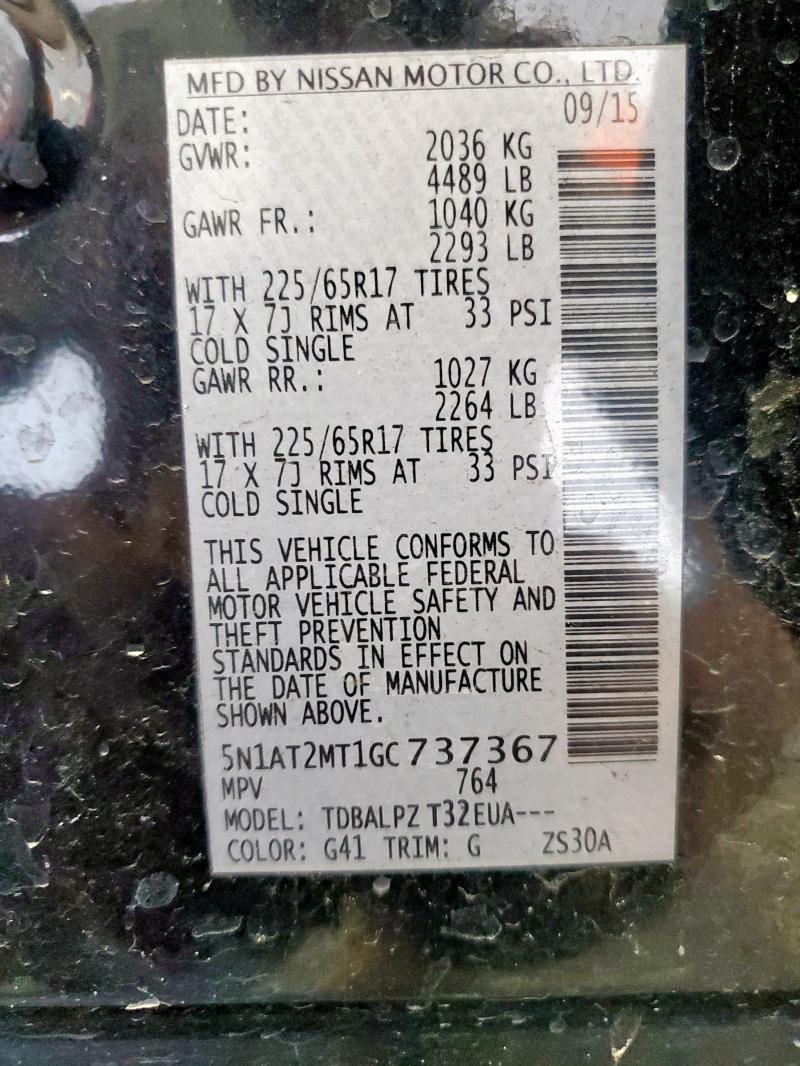 MFD BY NISSAN MOTOR CO., LTD.
DATE: 09/15
GVWR: 2036 KG
4489 LB
GAWR FR.: 1040 KG
2293 LB
WITH 225/65R17 TIRES
17 X 7J RIMS AT 33 PSI
COLD SINGLE
GAWR RR.: 1027 KG
2264 LB
WITH 225/65R17 TIRES
17 X 7J RIMS AT 33 PSI
COLD SINGLE
THIS VEHICLE CONFORMS TO
ALL APPLICABLE FEDERAL
MOTOR VEHICLE SAFETY AND
THEFT PREVENTION
STANDARDS IN EFFECT ON
THE DATE OF MANUFACTURE
SHOWN ABOVE.
5N1AT2MT1GC737367
MPV 764
MODEL: TDBALPZ T32EUA---
COLOR: G41 TRIM: G ZS30A